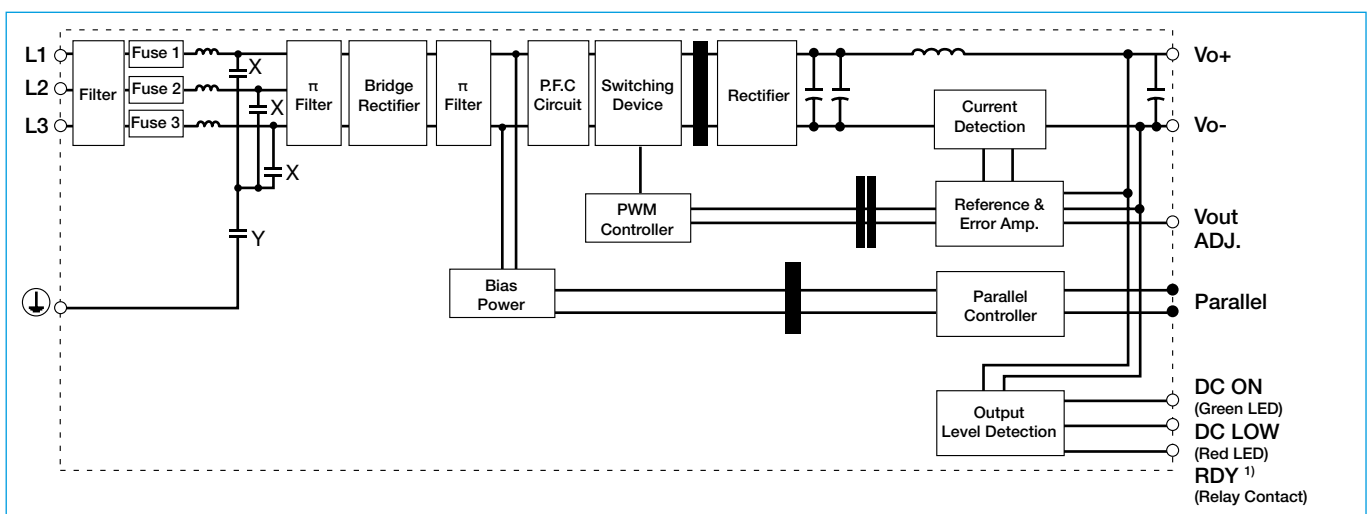 L1
Filter
Fuse 1
X
π
Filter
Bridge
Rectifier
π
Filter
P.F.C
Circuit
Switching
Device
Rectifier
Vo+
L2
Fuse 2
X
Current
Detection
L3
Fuse 3
X
Vo-
PWM
Controller
Reference &
Error Amp.
Vout
ADJ.
Y
Bias
Power
Parallel
Controller
Parallel
Output
Level Detection
DC ON
(Green LED)
DC LOW
(Red LED)
RDY ¹⁾
(Relay Contact)